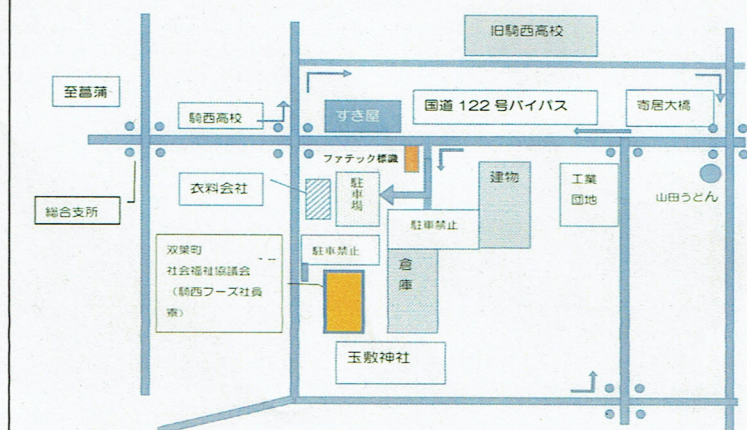 旧騎西高校
至菖蒲
騎西高校
すき屋
国道 122 号バイパス
寄居大橋
ファテック標識
衣料会社
駐車場
建物
工業
団地
山田うどん
総合支所
駐車禁止
駐車禁止
双葉町
社会福祉協議会
（騎西フーズ社員
寮）
倉庫
玉敷神社